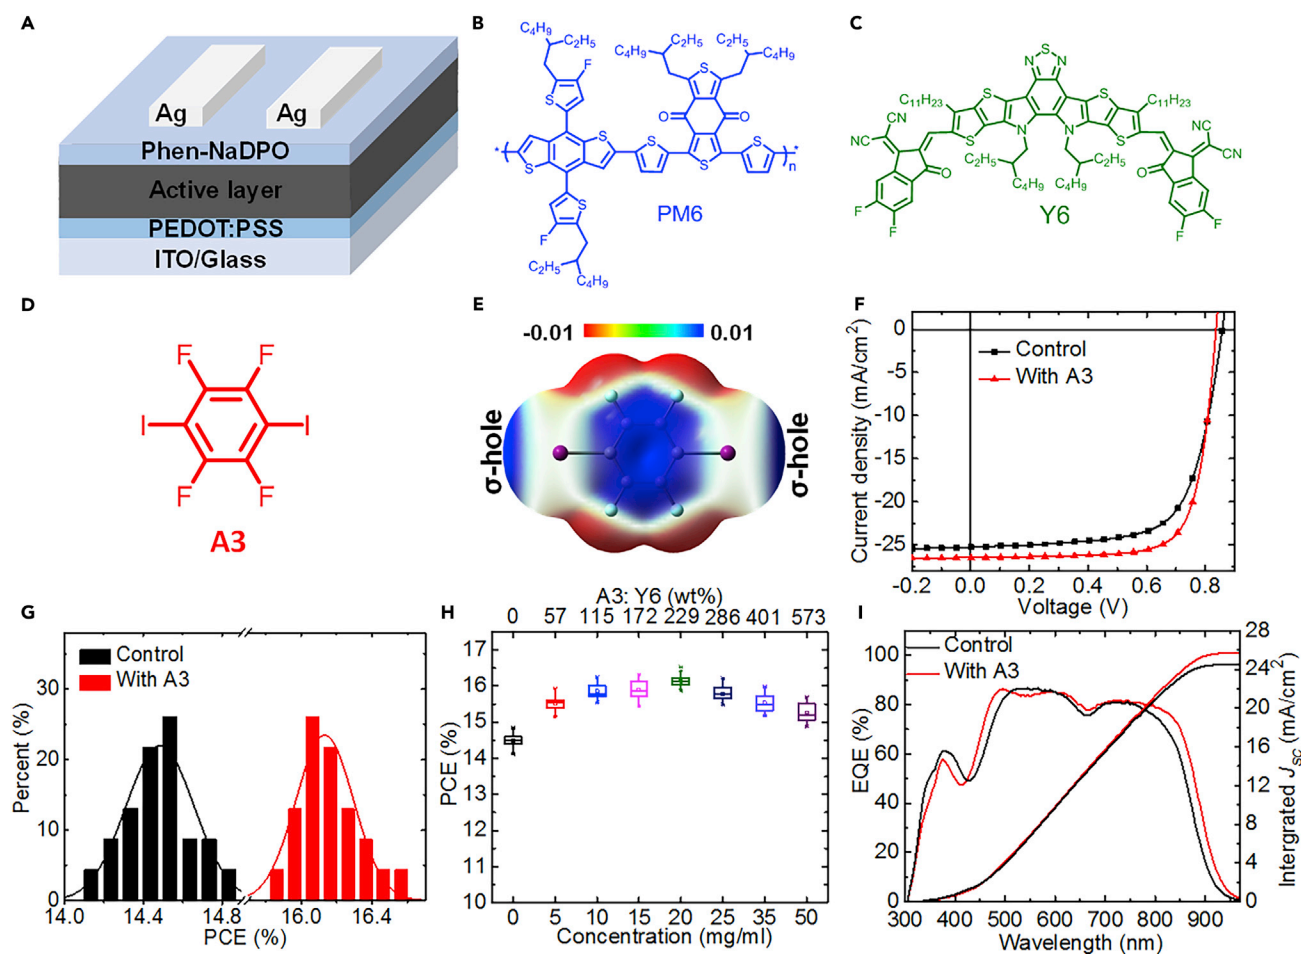 A
Ag
Ag
Phen-NaDPO
Active layer
PEDOT:PSS
ITO/Glass
B
C4H9
C2H5
F
S
S
S
F
S
C2H5
C4H9
C2H5
C4H9
C2H5
C4H9
S
O
O
S
S
S
*
*
n
PM6
C
S
N
N
C11H23
C11H23
S
S
S
S
N
N
CN
NC
O
F
F
C2H5
C4H9
C2H5
C4H9
CN
CN
O
F
F
Y6
D
F
F
I
I
F
F
A3
E
-0.01
0.01
σ-hole
σ-hole
F
Control
With A3
Current density (mA/cm2)
0
-5
-10
-15
-20
-25
-0.2
0.0
0.2
0.4
0.6
0.8
Voltage (V)
G
Control
With A3
Percent (%)
30
20
10
0
14.0
14.4
14.8
16.0
16.4
PCE (%)
H
A3: Y6 (wt%)
0
57
115
172
229
286
401
573
PCE (%)
17
16
15
14
13
12
11
10
0
5
10
15
20
25
35
50
Concentration (mg/ml)
I
Control
With A3
EQE (%)
100
80
60
40
20
0
300
400
500
600
700
800
900
Wavelength (nm)
28
24
20
16
12
8
4
0
Intergrated JSC (mA/cm2)